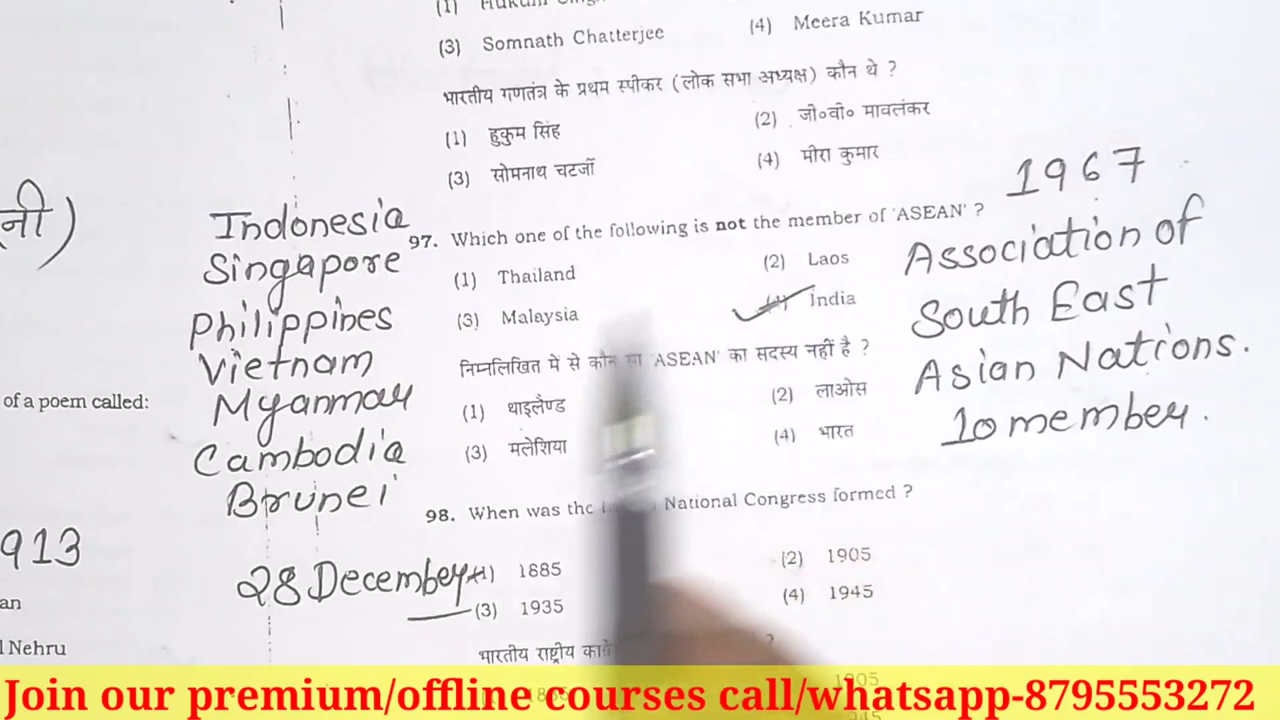 (1) Hukum
(3) Somnath Chatterjee (4) Meera Kumar
भारतीय गणतंत्र के प्रथम स्पीकर (लोक सभा अध्यक्ष) कौन थे ?
(1) हुकुम सिंह (2) जी०वी० मावलंकर
(3) सोमनाथ चटर्जी (4) मीरा कुमार
1967
नी)
Indonesia
97. Which one of the following is not the member of 'ASEAN' ?
Association of
Singapore
(1) Thailand (2) Laos
South East
Philippines
(3) Malaysia India
Asian Nations.
Vietnam
निम्नलिखित में से कौन सा 'ASEAN' का सदस्य नहीं है ?
10 member.
of a poem called:
Myanmar
(1) थाइलैण्ड (2) लाओस
Cambodia
(3) मलेशिया (4) भारत
Brunei
98. When was the National Congress formed ?
913
28 December
1885 (2) 1905
an
(3) 1935 (4) 1945
l Nehru
भारतीय राष्ट्रीय
Join our premium/offline courses call/whatsapp-8795553272